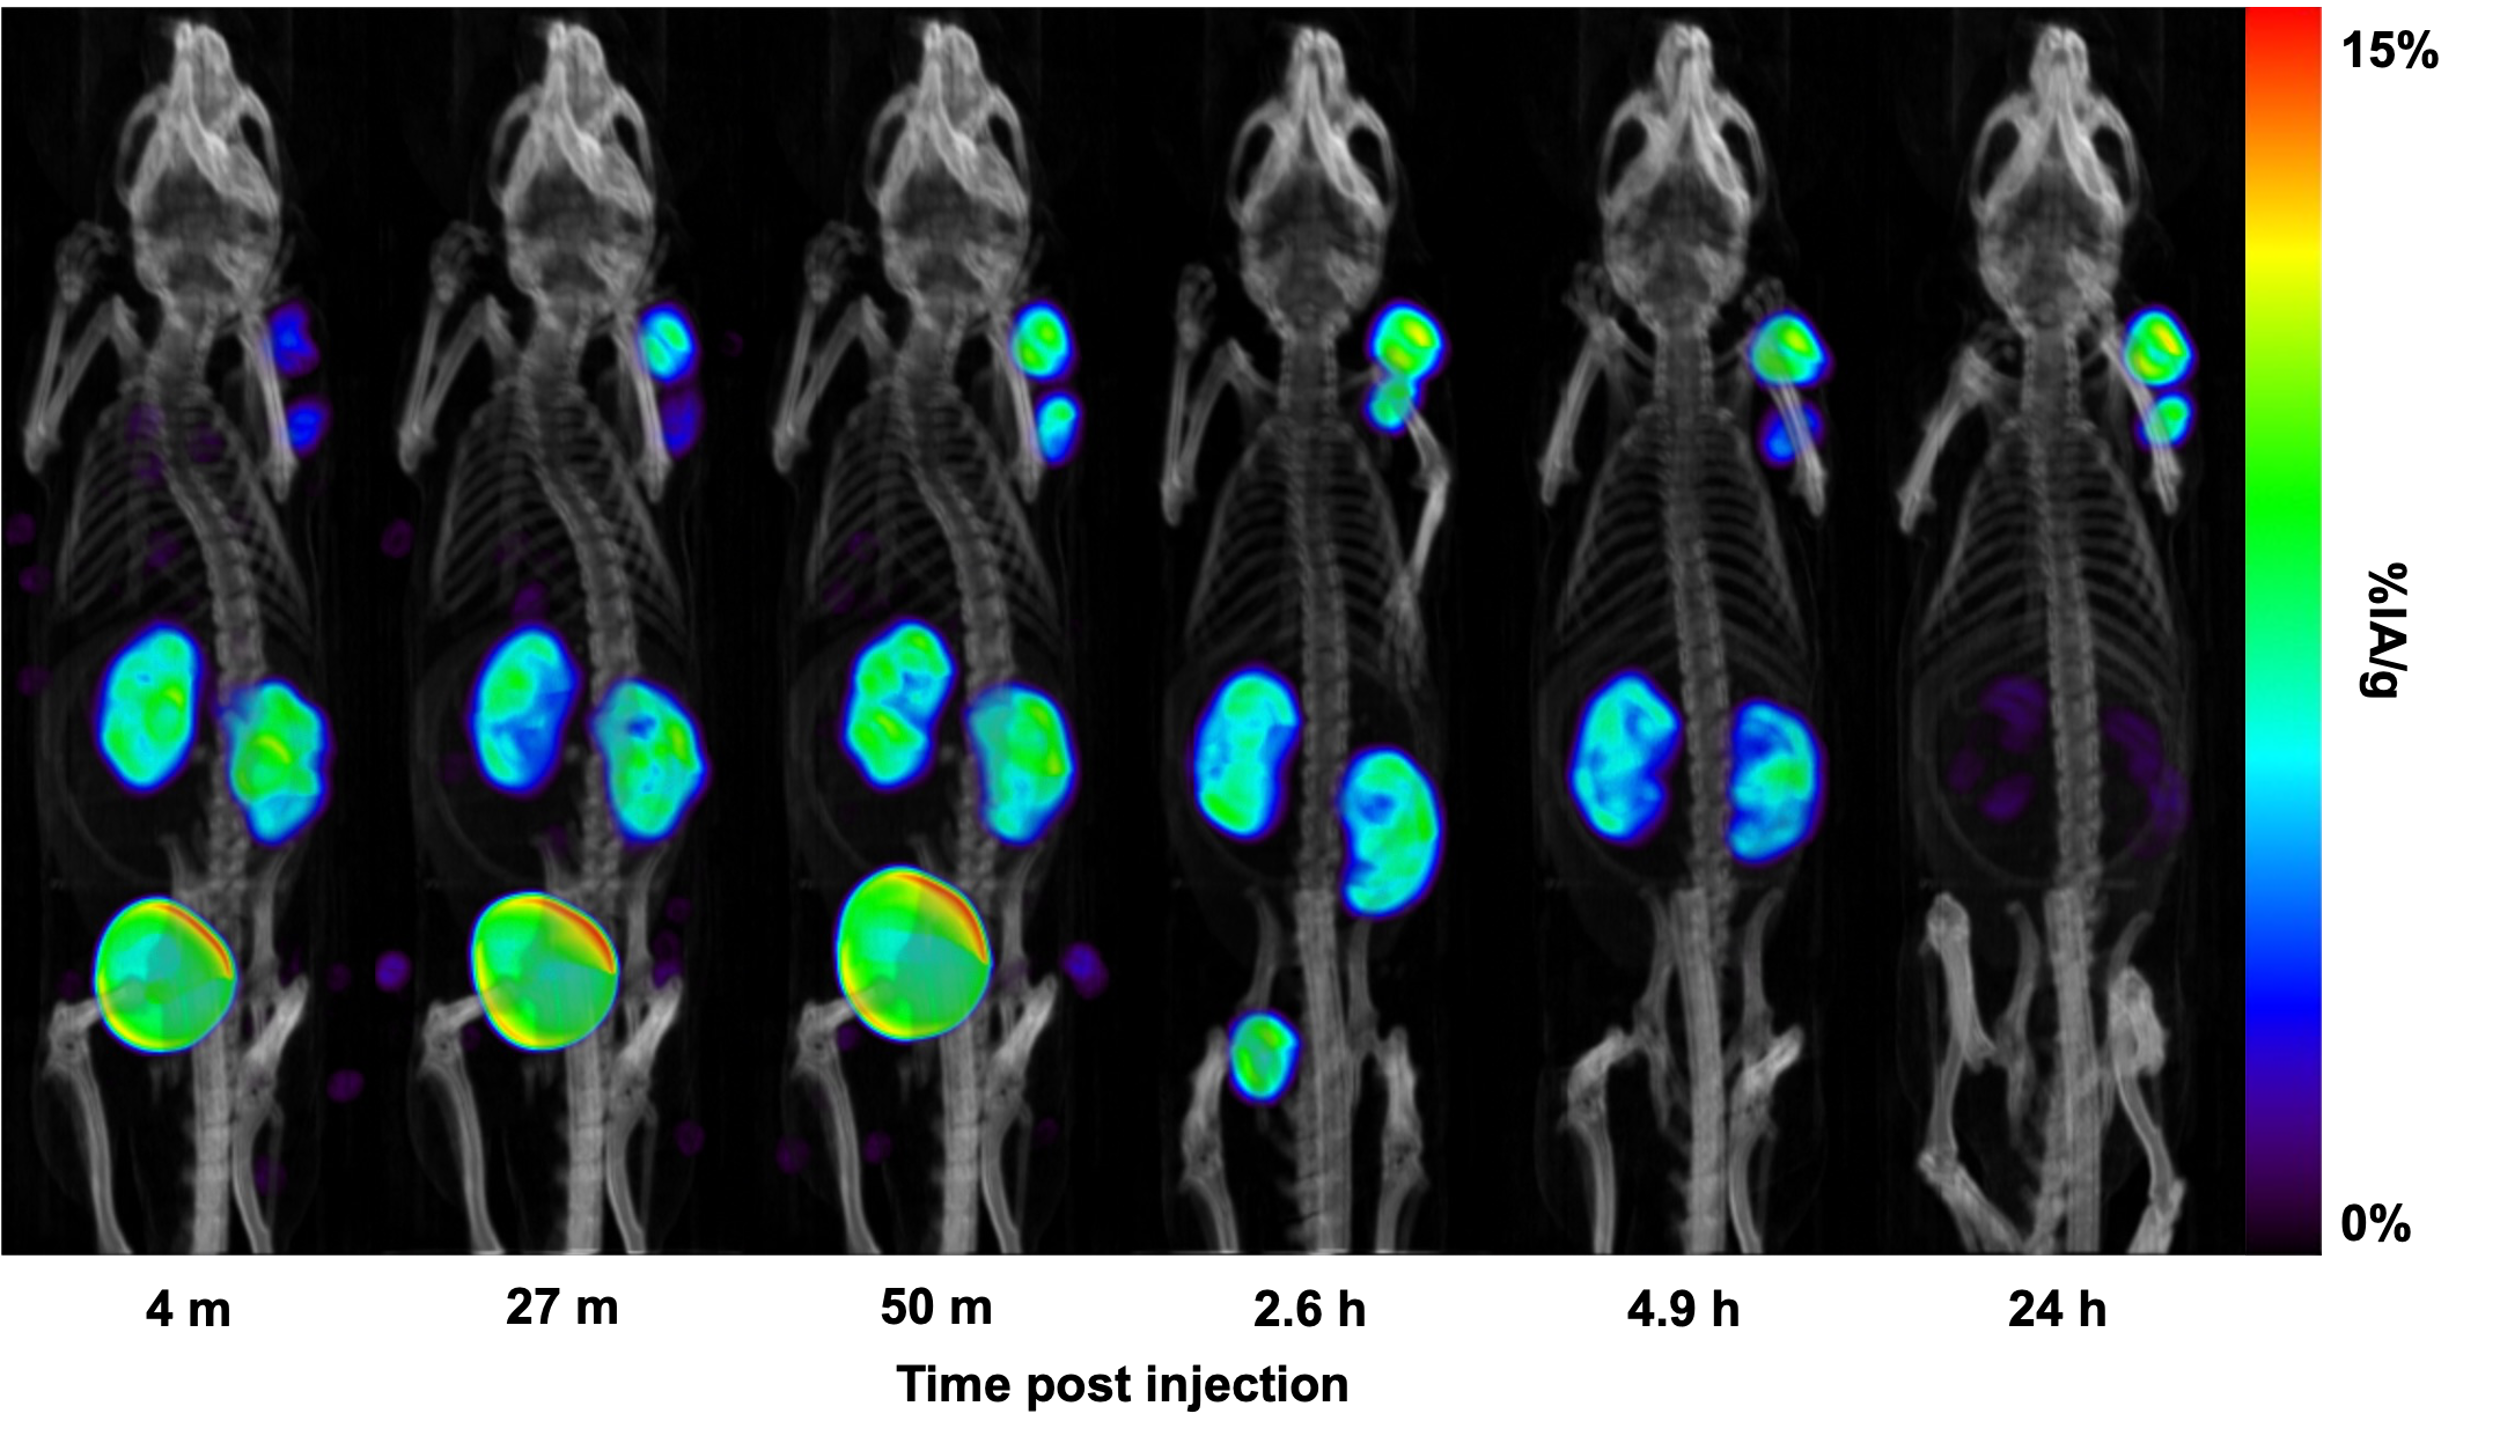 15%
%IA/g
0%
4 m
27 m
50 m
2.6 h
4.9 h
24 h
Time post injection